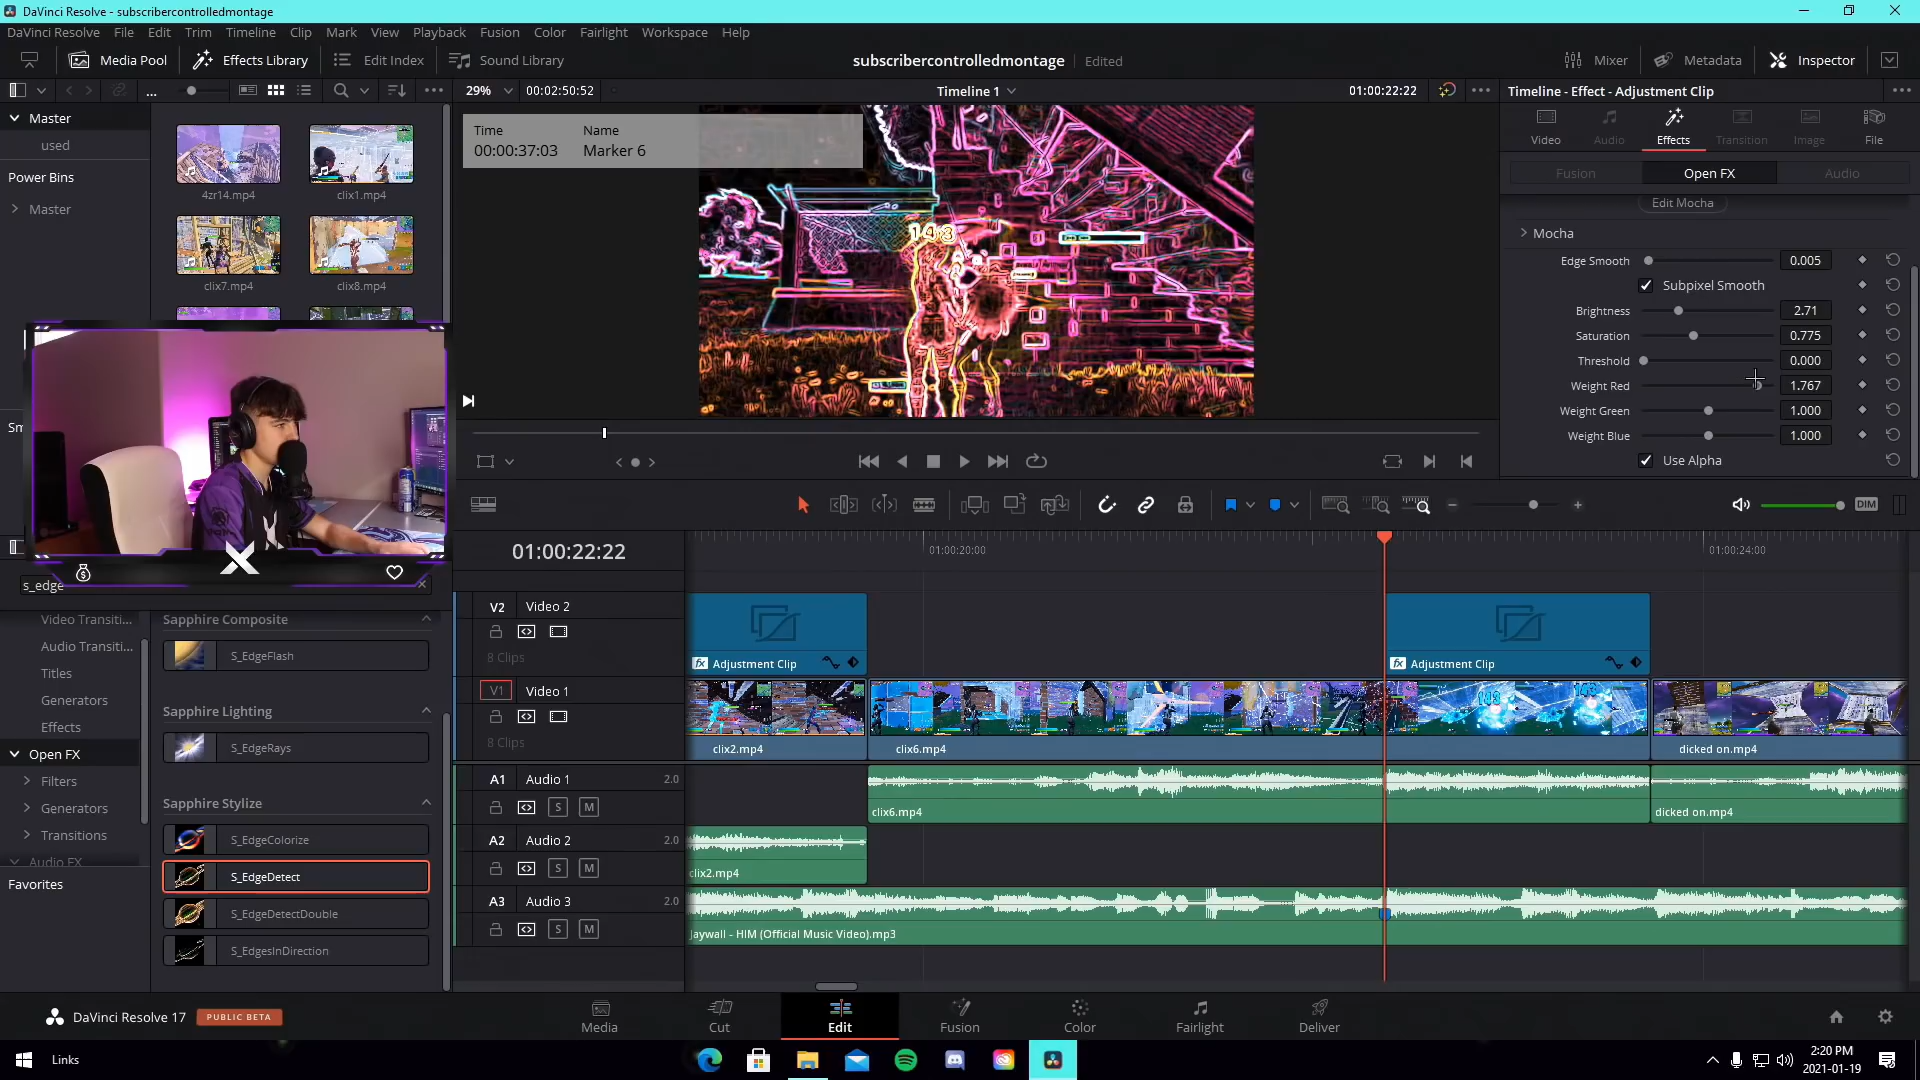 DaVinci Resolve - subscribercontrolledmontage
DaVinci Resolve File Edit Trim Timeline Clip Mark View Playback Fusion Color Fairlight Workspace Help
Media Pool Effects Library Edit Index Sound Library subscribercontrolledmontage Edited Mixer Metadata Inspector
... 29% 00:02:50:52 Timeline 1 01:00:22:22 Timeline - Effect - Adjustment Clip
Master
used
Power Bins
Master
4zr14.mp4 clix1.mp4
clix7.mp4 clix8.mp4
Time Name
00:00:37:03 Marker 6
143
Video Audio Effects Transition Image File
Fusion Open FX Audio
Edit Mocha
Mocha
Edge Smooth 0.005
Subpixel Smooth
Brightness 2.71
Saturation 0.775
Threshold 0.000
Weight Red 1.767
Weight Green 1.000
Weight Blue 1.000
Use Alpha
DIM
s_edge
Video Transiti...
Audio Transiti...
Titles
Generators
Effects
Open FX
Filters
Generators
Transitions
Audio FX
Favorites
Sapphire Composite
S_EdgeFlash
Sapphire Lighting
S_EdgeRays
Sapphire Stylize
S_EdgeColorize
S_EdgeDetect
S_EdgeDetectDouble
S_EdgesInDirection
01:00:22:22 01:00:20:00 01:00:24:00
V2 Video 2
8 Clips
fx Adjustment Clip fx Adjustment Clip
V1 Video 1
8 Clips
143 143
clix2.mp4 clix6.mp4 dicked on.mp4
A1 Audio 1 2.0
S M
clix6.mp4 dicked on.mp4
A2 Audio 2 2.0
S M
clix2.mp4
A3 Audio 3 2.0
S M
Jaywall - HIM (Official Music Video).mp3
DaVinci Resolve 17 PUBLIC BETA
Media Cut Edit Fusion Color Fairlight Deliver
Links
2:20 PM
2021-01-19